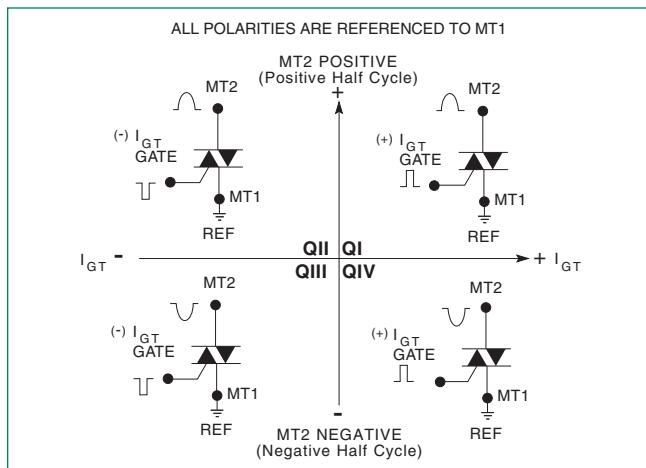 ALL POLARITIES ARE REFERENCED TO MT1
MT2 POSITIVE
(Positive Half Cycle)
+
MT2
(-) IGT
GATE
MT1
REF
MT2
(+) IGT
GATE
MT1
REF
IGT -
QII QI
QIII QIV
+ IGT
MT2
(-) IGT
GATE
MT1
REF
MT2
(+) IGT
GATE
MT1
REF
-
MT2 NEGATIVE
(Negative Half Cycle)